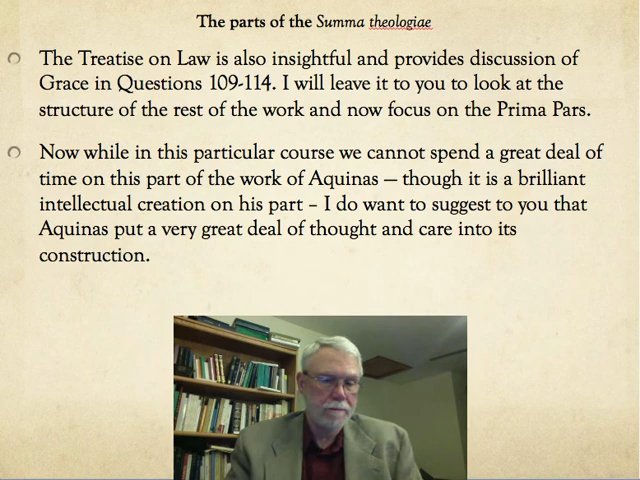 The parts of the Summa theologiae
The Treatise on Law is also insightful and provides discussion of
Grace in Questions 109-114. I will leave it to you to look at the
structure of the rest of the work and now focus on the Prima Pars.
Now while in this particular course we cannot spend a great deal of
time on this part of the work of Aquinas — though it is a brilliant
intellectual creation on his part – I do want to suggest to you that
Aquinas put a very great deal of thought and care into its
construction.